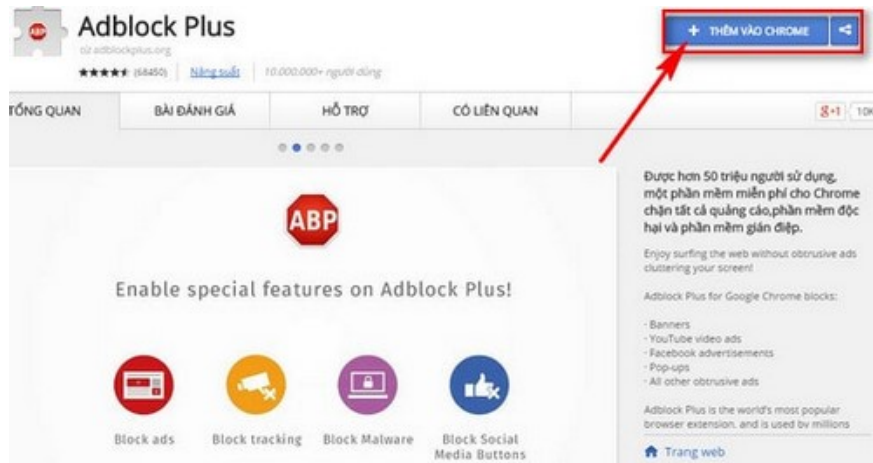 ABP
Adblock Plus
từ adblockplus.org
(68450) Năng suất 10.000.000+ người dùng
THÊM VÀO CHROME
TỔNG QUAN BÀI ĐÁNH GIÁ HỖ TRỢ CÓ LIÊN QUAN
g+1 10K
ABP
Enable special features on Adblock Plus!
Block ads
Block tracking
Block Malware
Block Social
Media Buttons
Được hơn 50 triệu người sử dụng,
một phần mềm miễn phí cho Chrome
chặn tất cả quảng cáo,phần mềm độc
hại và phần mềm gián điệp.
Enjoy surfing the web without obtrusive ads
cluttering your screen!
Adblock Plus for Google Chrome blocks:
· Banners
· YouTube video ads
· Facebook advertisements
· Pop-ups
· All other obtrusive ads
Adblock Plus is the world's most popular
browser extension, and is used by millions
Trang web